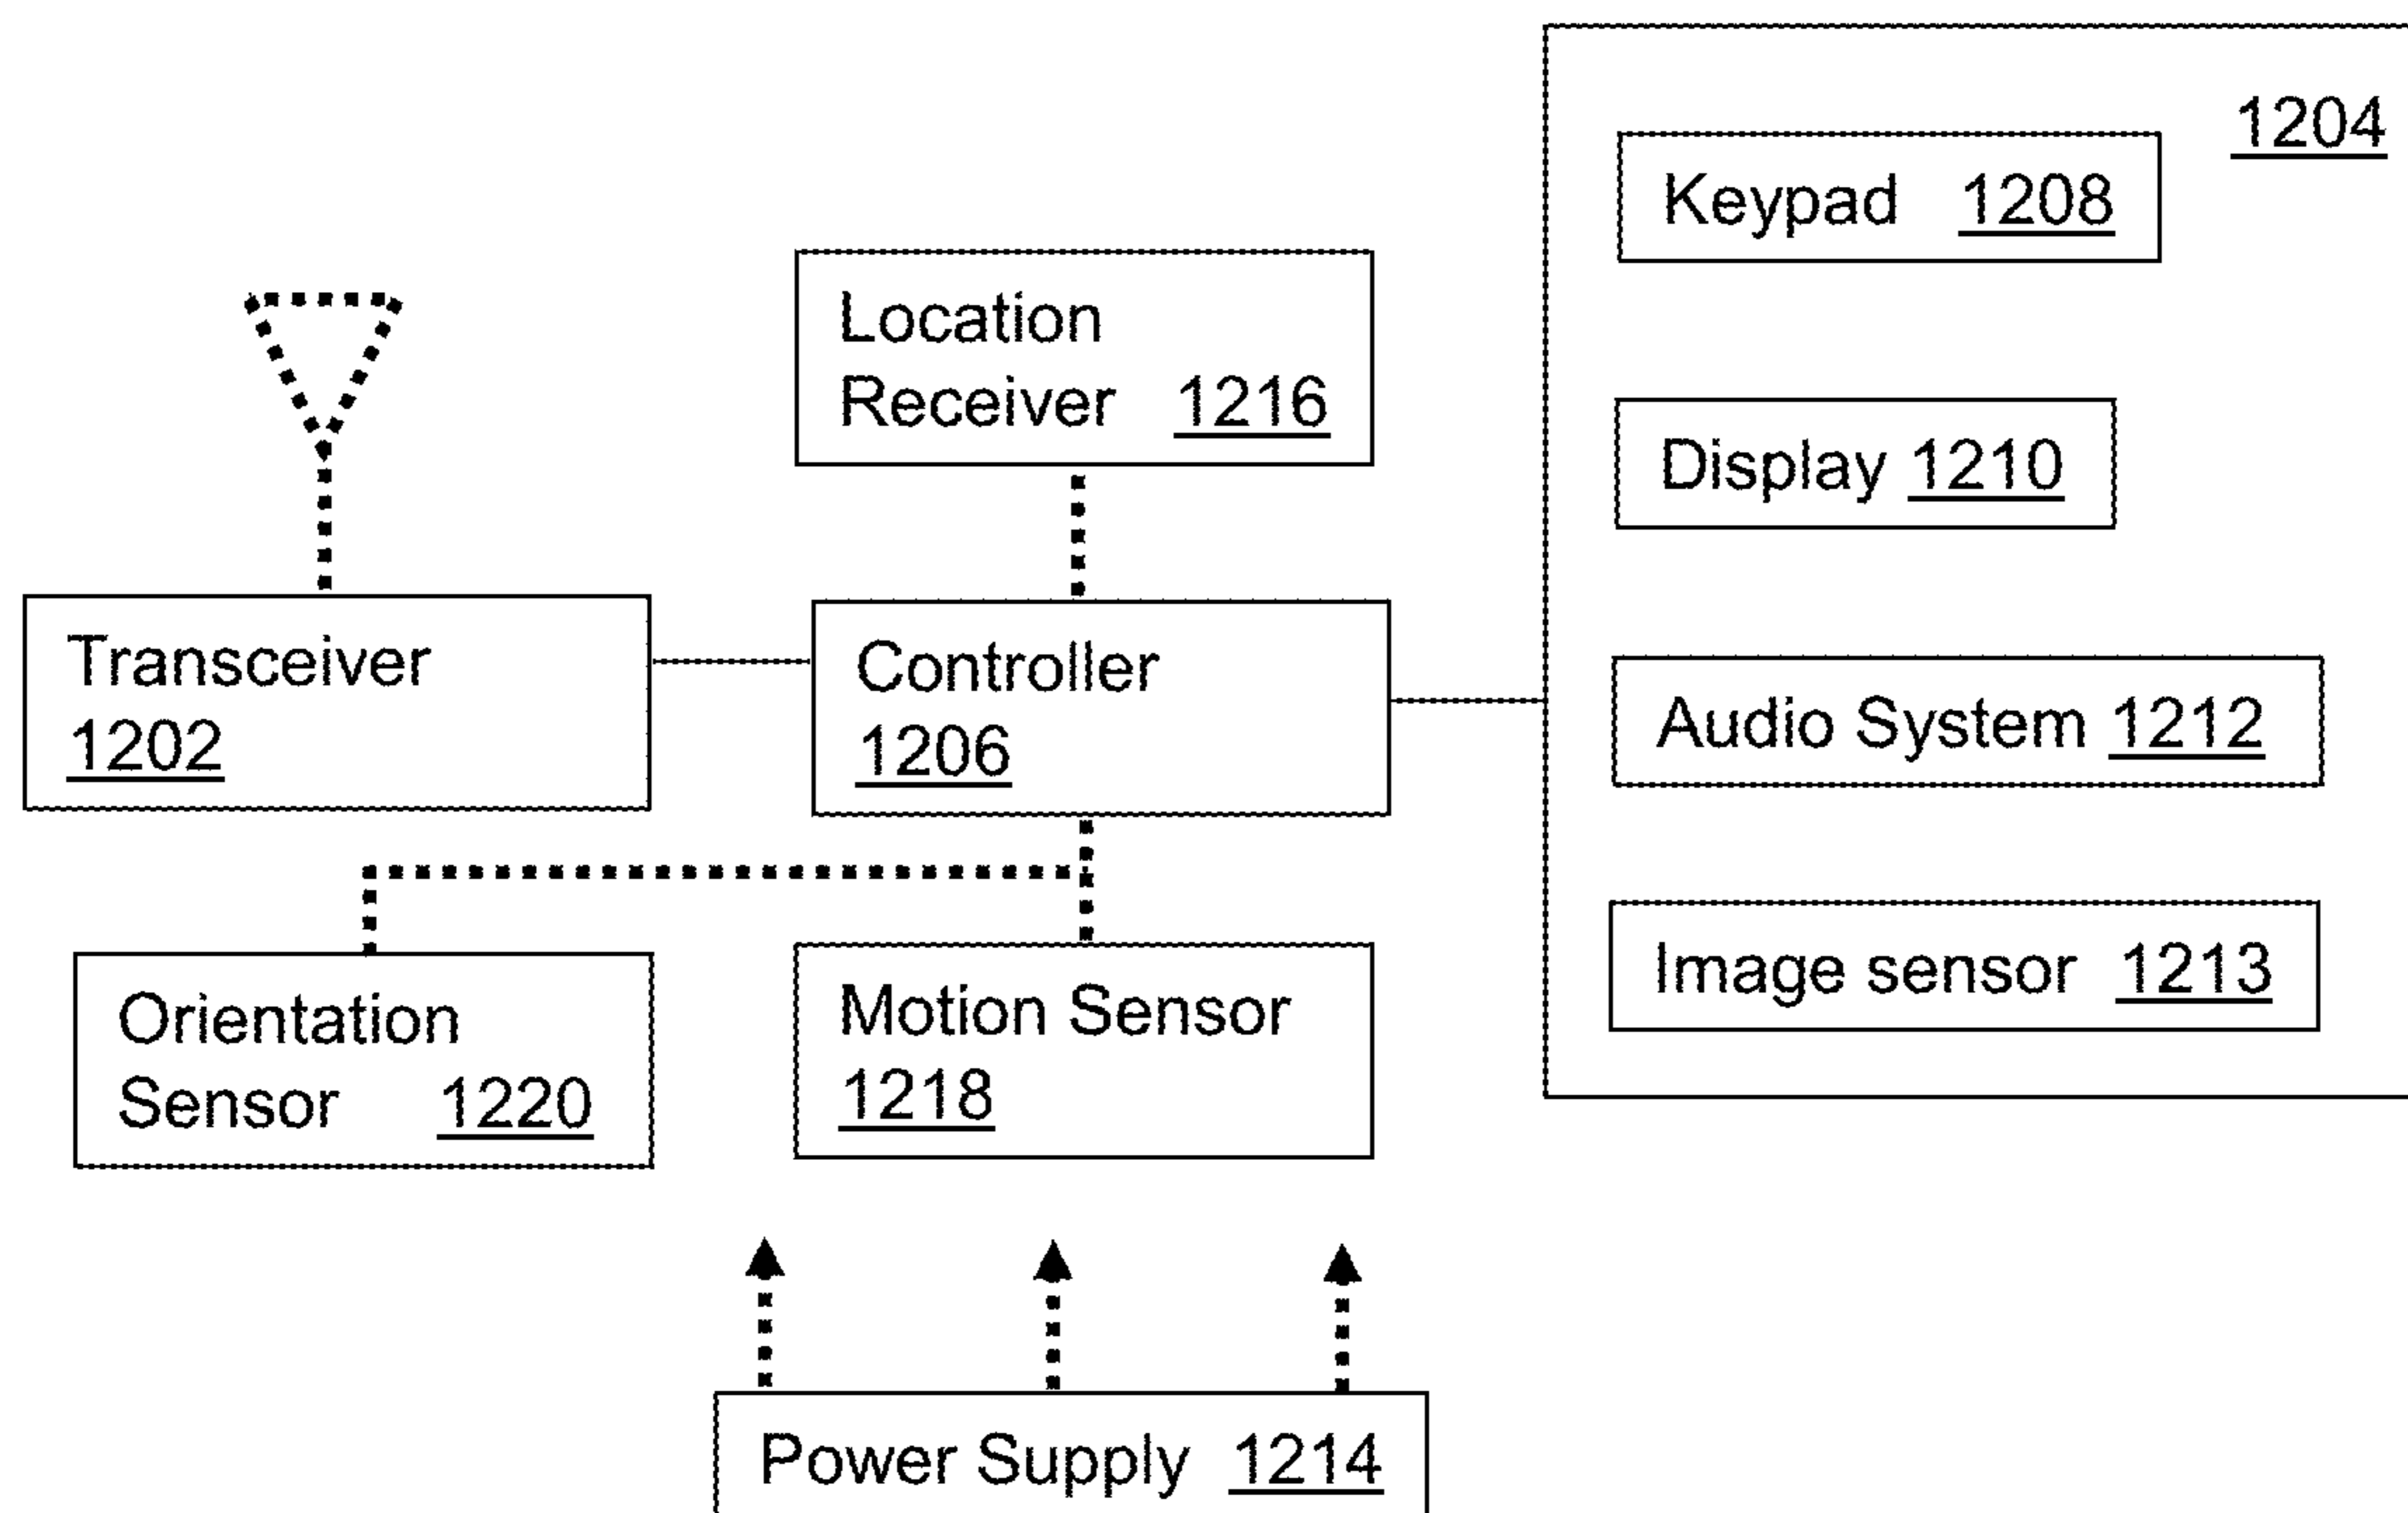 1204
Keypad 1208
Location
Receiver 1216
Display 1210
Transceiver
1202
Controller
1206
Audio System 1212
Image sensor 1213
Orientation
Sensor 1220
Motion Sensor
1218
Power Supply 1214